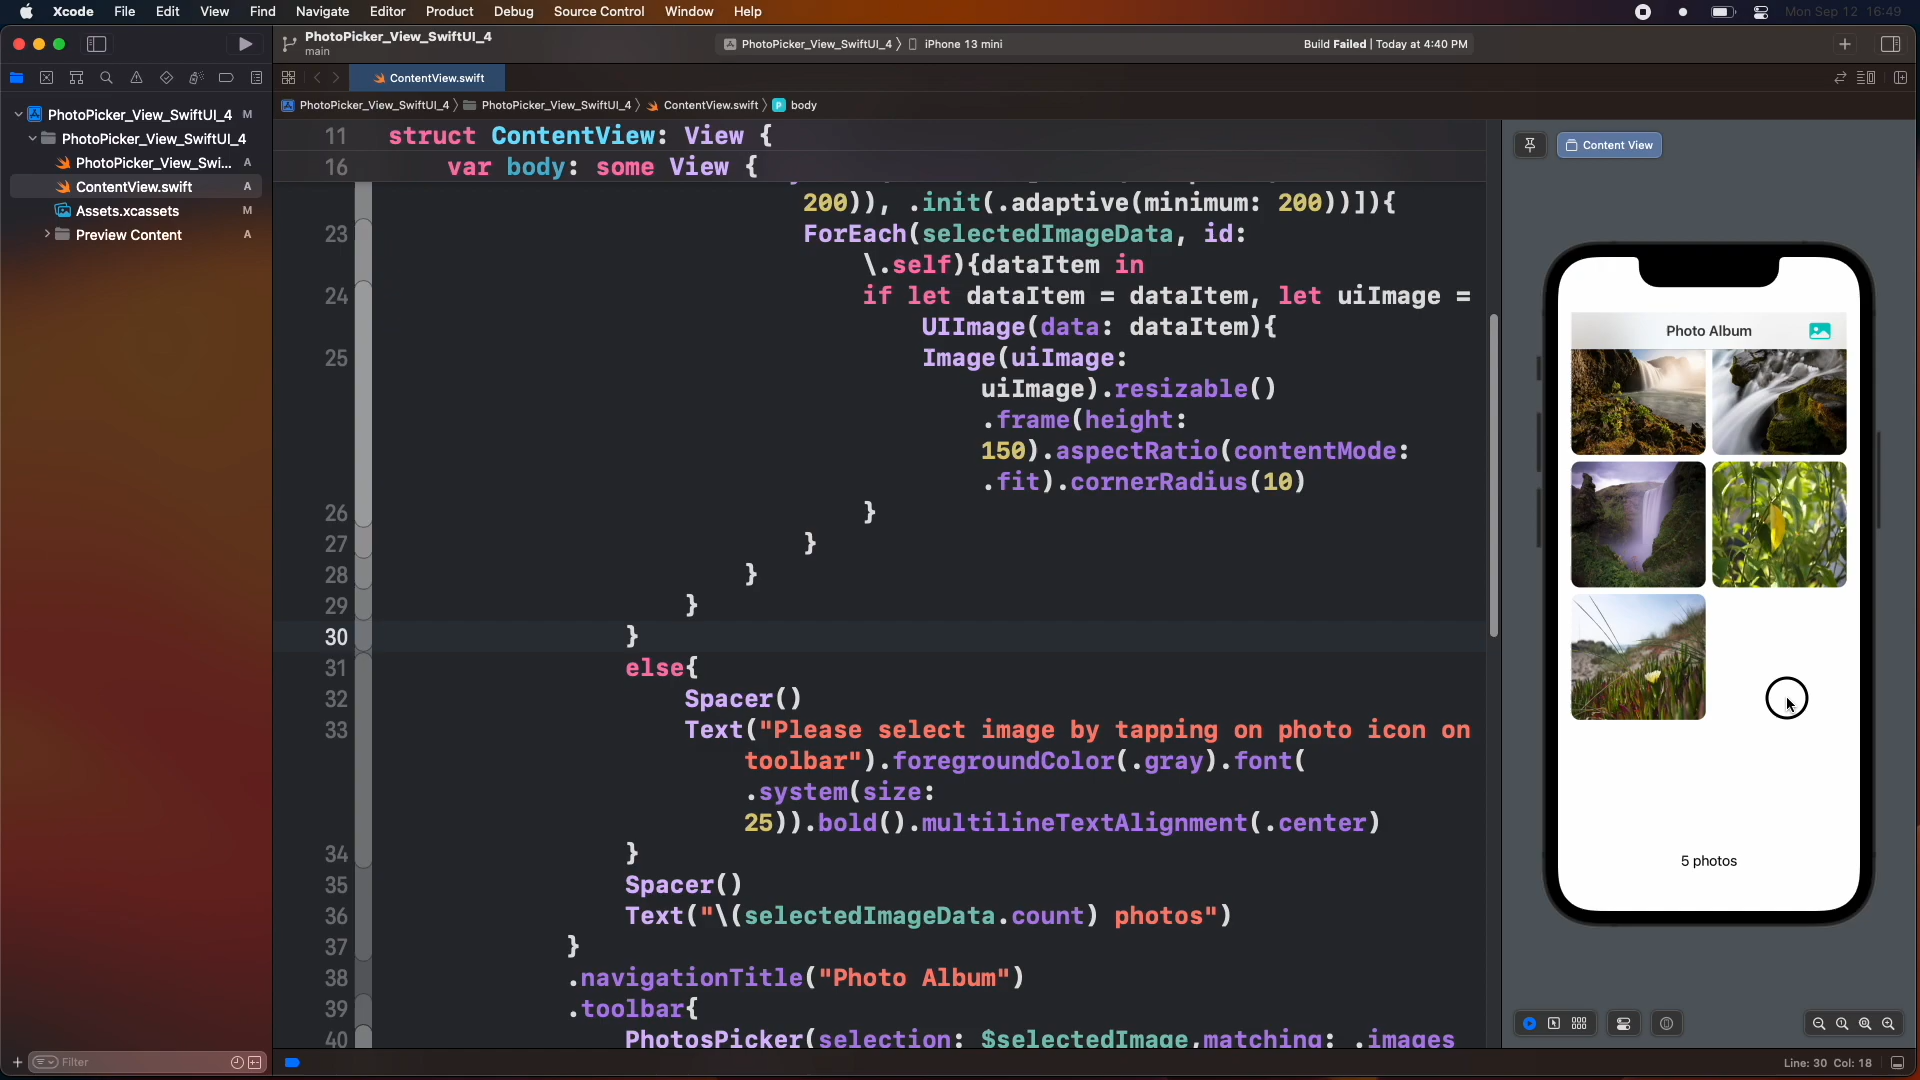 Xcode File Edit View Find Navigate Editor Product Debug Source Control Window Help Mon Sep 12 16:49
PhotoPicker_View_SwiftUI_4
main
PhotoPicker_View_SwiftUI_4 iPhone 13 mini
Build Failed | Today at 4:40 PM
ContentView.swift
PhotoPicker_View_SwiftUI_4 PhotoPicker_View_SwiftUI_4 ContentView.swift P body
PhotoPicker_View_SwiftUI_4 M
PhotoPicker_View_SwiftUI_4
PhotoPicker_View_Swi... A
ContentView.swift A
Assets.xcassets M
Preview Content A
11 struct ContentView: View {
16 var body: some View {
200)), .init(.adaptive(minimum: 200))]){
23 ForEach(selectedImageData, id:
\.self){dataItem in
24 if let dataItem = dataItem, let uiImage =
UIImage(data: dataItem){
25 Image(uiImage:
uiImage).resizable()
.frame(height:
150).aspectRatio(contentMode:
.fit).cornerRadius(10)
26 }
27 }
28 }
29 }
30 }
31 else{
32 Spacer()
33 Text("Please select image by tapping on photo icon on
toolbar").foregroundColor(.gray).font(
.system(size:
25)).bold().multilineTextAlignment(.center)
34 }
35 Spacer()
36 Text("\(selectedImageData.count) photos")
37 }
38 .navigationTitle("Photo Album")
39 .toolbar{
40 PhotosPicker(selection: $selectedImage,matching: .images
Content View
Photo Album
5 photos
Filter
Line: 30 Col: 18